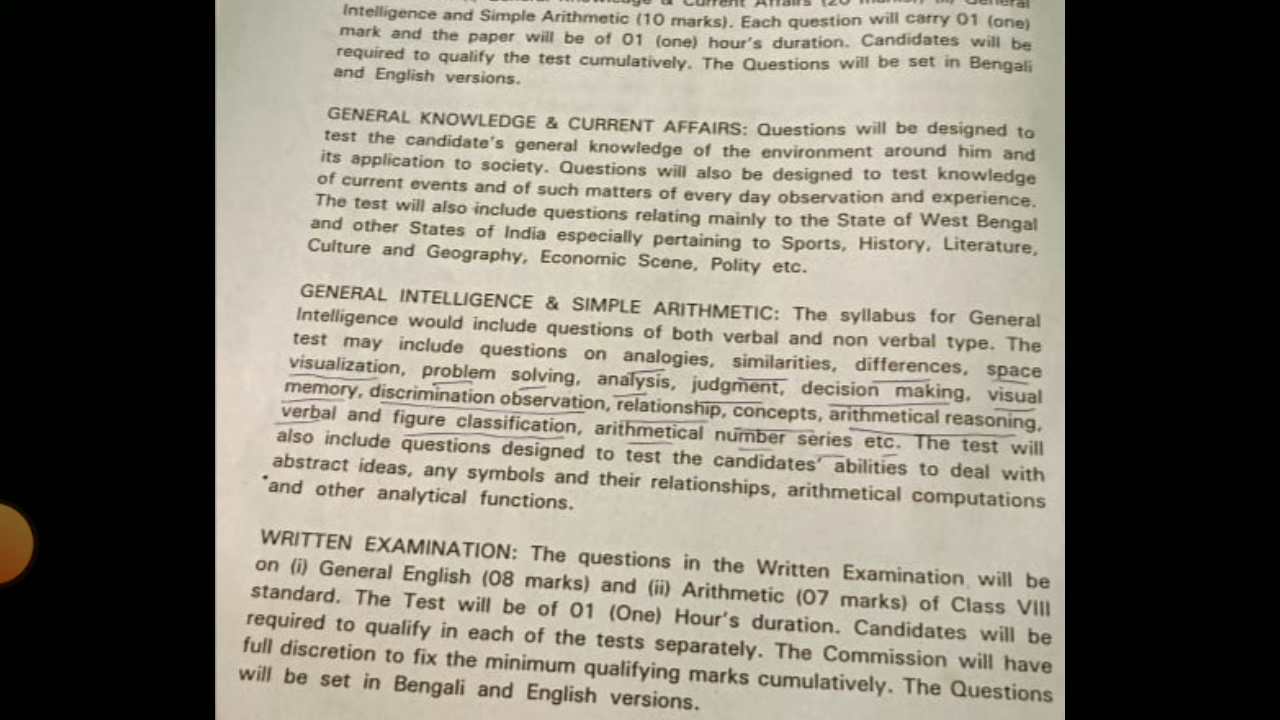 General Knowledge & Current Affairs (20 marks), (ii) General
Intelligence and Simple Arithmetic (10 marks). Each question will carry 01 (one)
mark and the paper will be of 01 (one) hour's duration. Candidates will be
required to qualify the test cumulatively. The Questions will be set in Bengali
and English versions.
GENERAL KNOWLEDGE & CURRENT AFFAIRS: Questions will be designed to
test the candidate's general knowledge of the environment around him and
its application to society. Questions will also be designed to test knowledge
of current events and of such matters of every day observation and experience.
The test will also include questions relating mainly to the State of West Bengal
and other States of India especially pertaining to Sports, History, Literature,
Culture and Geography, Economic Scene, Polity etc.
GENERAL INTELLIGENCE & SIMPLE ARITHMETIC: The syllabus for General
Intelligence would include questions of both verbal and non verbal type. The
test may include questions on analogies, similarities, differences, space
visualization, problem solving, analysis, judgment, decision making, visual
memory, discrimination observation, relationship, concepts, arithmetical reasoning,
verbal and figure classification, arithmetical number series etc. The test will
also include questions designed to test the candidates' abilities to deal with
abstract ideas, any symbols and their relationships, arithmetical computations
and other analytical functions.
WRITTEN EXAMINATION: The questions in the Written Examination will be
on (i) General English (08 marks) and (ii) Arithmetic (07 marks) of Class VIII
standard. The Test will be of 01 (One) Hour's duration. Candidates will be
required to qualify in each of the tests separately. The Commission will have
full discretion to fix the minimum qualifying marks cumulatively. The Questions
will be set in Bengali and English versions.